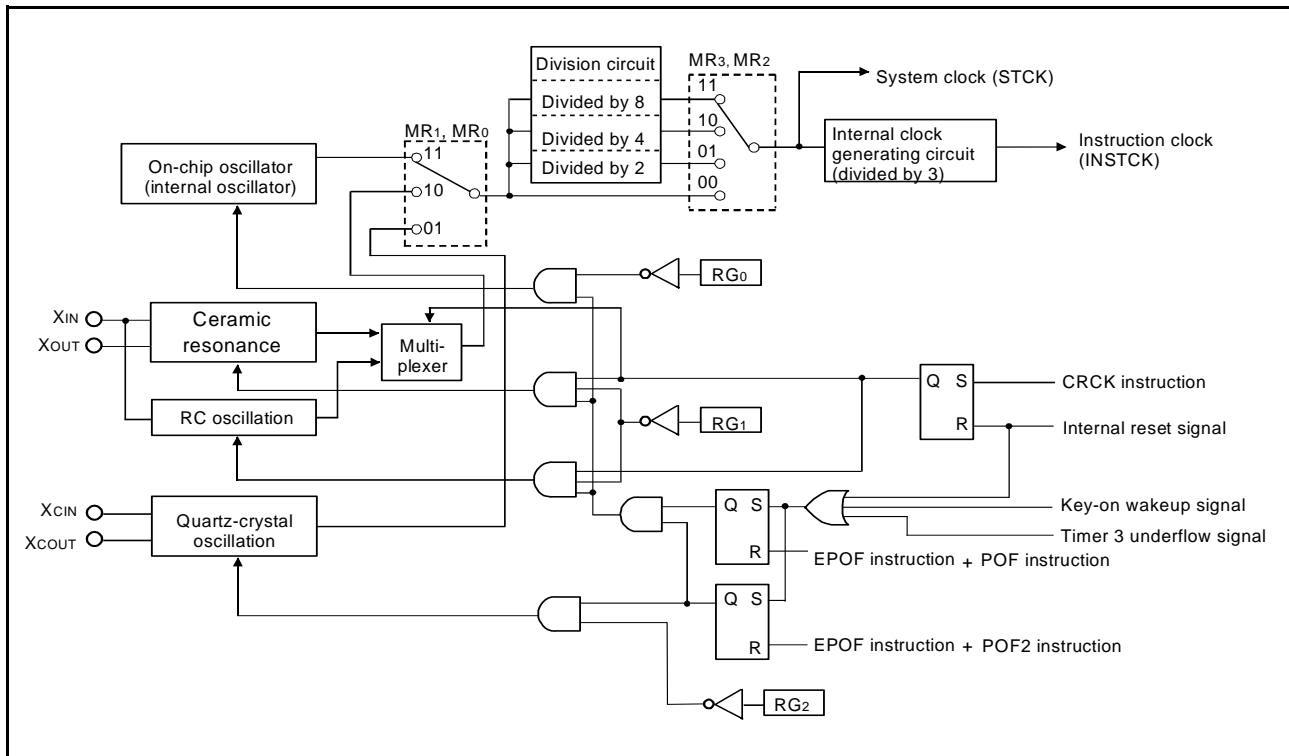 Division circuit
Divided by 8
Divided by 4
Divided by 2
MR3, MR2
11
10
01
00
System clock (STCK)
Internal clock
generating circuit
(divided by 3)
Instruction clock
(INSTCK)
MR1, MR0
11
10
01
On-chip oscillator
(internal oscillator)
RG0
XIN
XOUT
Ceramic
resonance
Multi-
plexer
RC oscillation
RG1
Q S
R
CRCK instruction
Internal reset signal
XCIN
XCOUT
Quartz-crystal
oscillation
Q S
R
Key-on wakeup signal
Timer 3 underflow signal
EPOF instruction + POF instruction
Q S
R
EPOF instruction + POF2 instruction
RG2